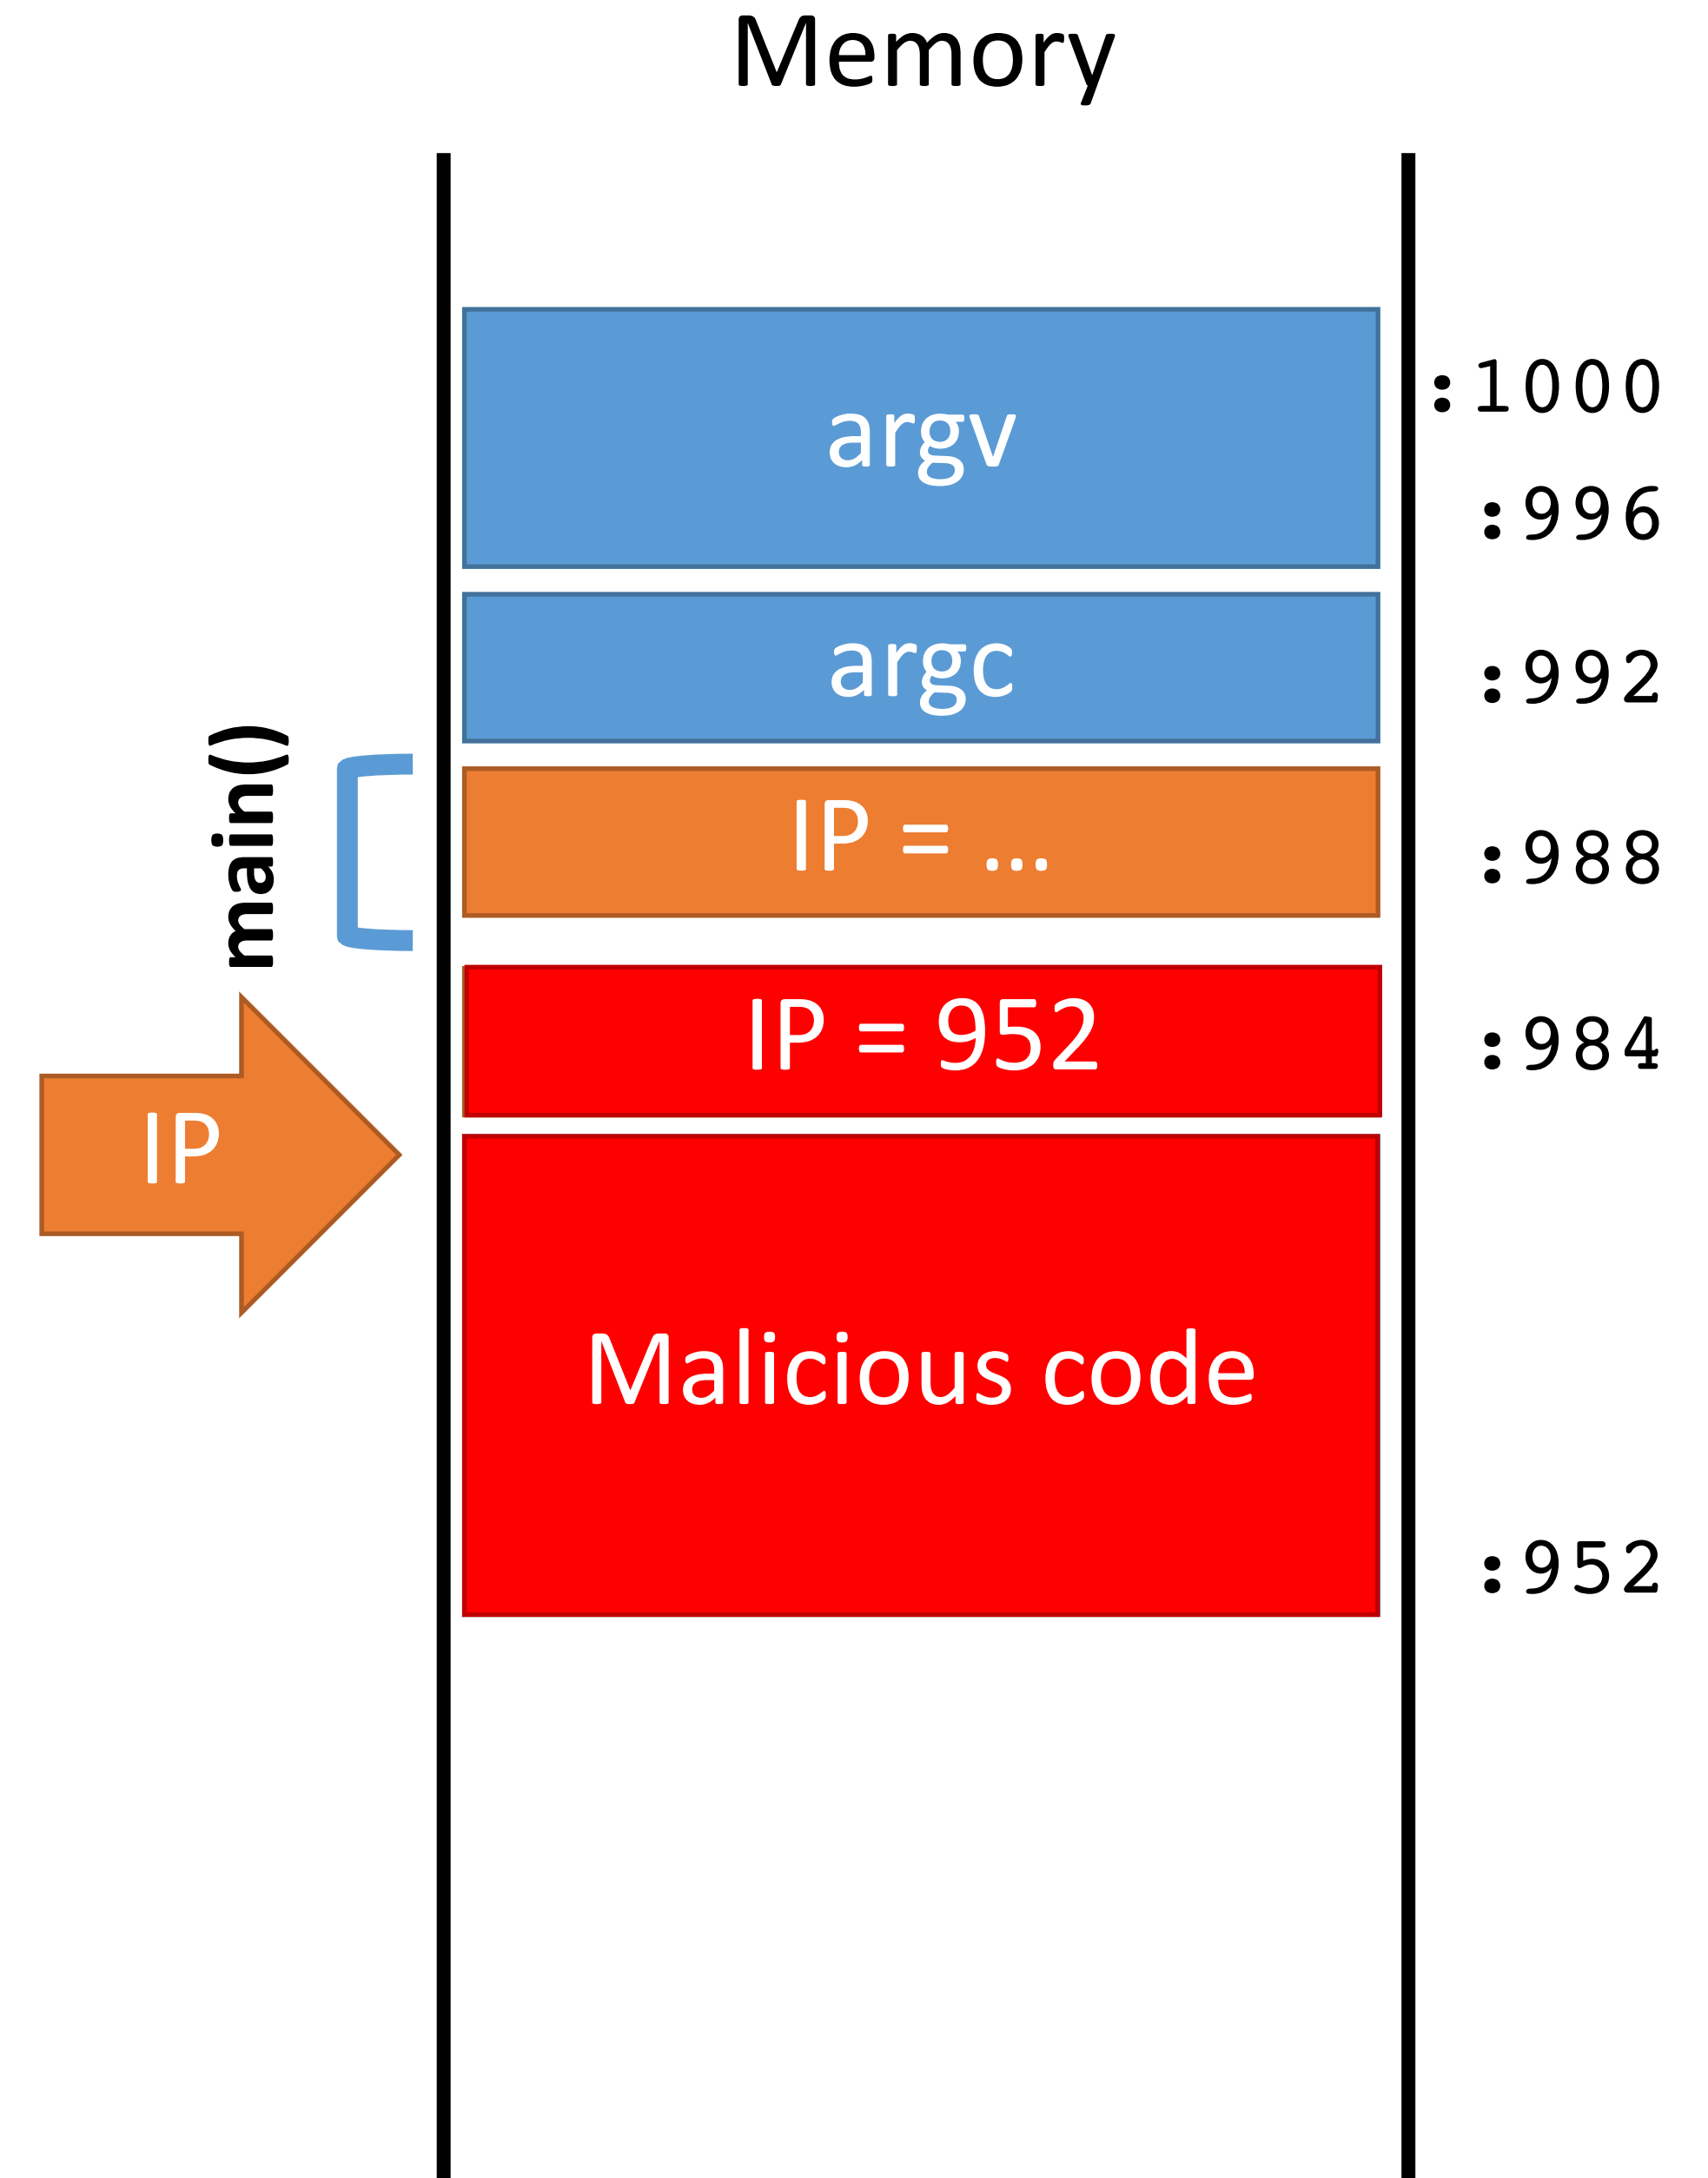 Memory
argv
:1000
:996
argc
:992
main()
IP = ...
:988
IP = 952
:984
IP
Malicious code
:952